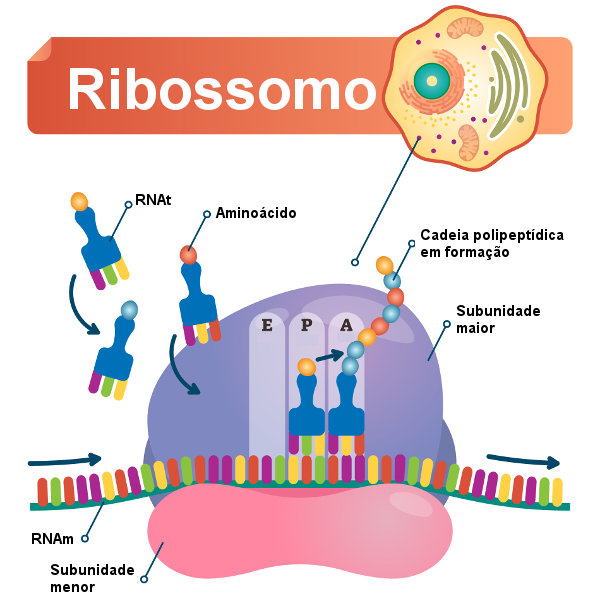 Ribossomo
RNAt
Aminoácido
Cadeia polipeptídica
em formação
E P A
Subunidade
maior
RNAm
Subunidade
menor